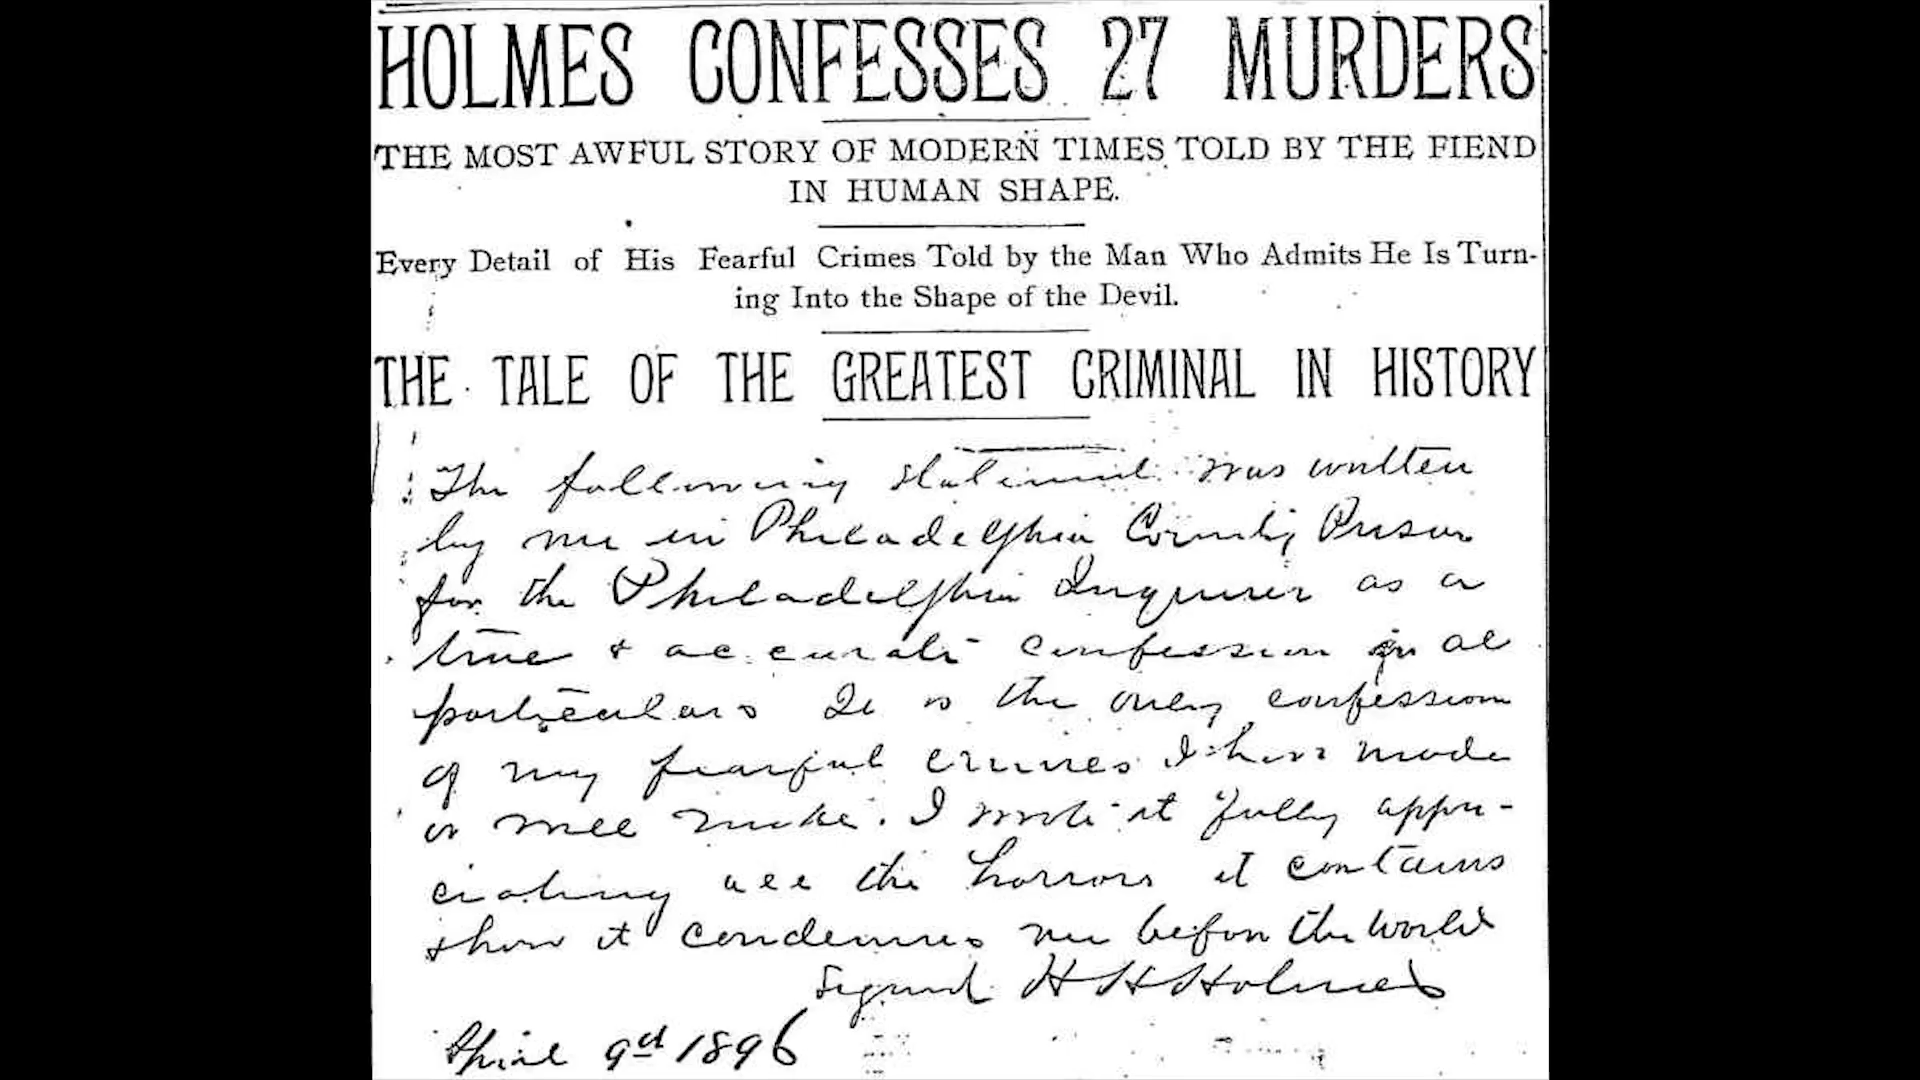 HOLMES CONFESSES 27 MURDERS
THE MOST AWFUL STORY OF MODERN TIMES TOLD BY THE FIEND
IN HUMAN SHAPE.
Every Detail of His Fearful Crimes Told by the Man Who Admits He Is Turn-
ing Into the Shape of the Devil.
THE TALE OF THE GREATEST CRIMINAL IN HISTORY
The following statement was written
by me in Philadelphia County Prison
for the Philadelphia Inquirer as a
true & accurate confession in al
particulars It is the only confession
of my fearful crimes I have made
or will make. I write it fully appre-
ciating all the horrors it contains
& how it condemns me before the world
Signed H H Holmes
April 9d 1896